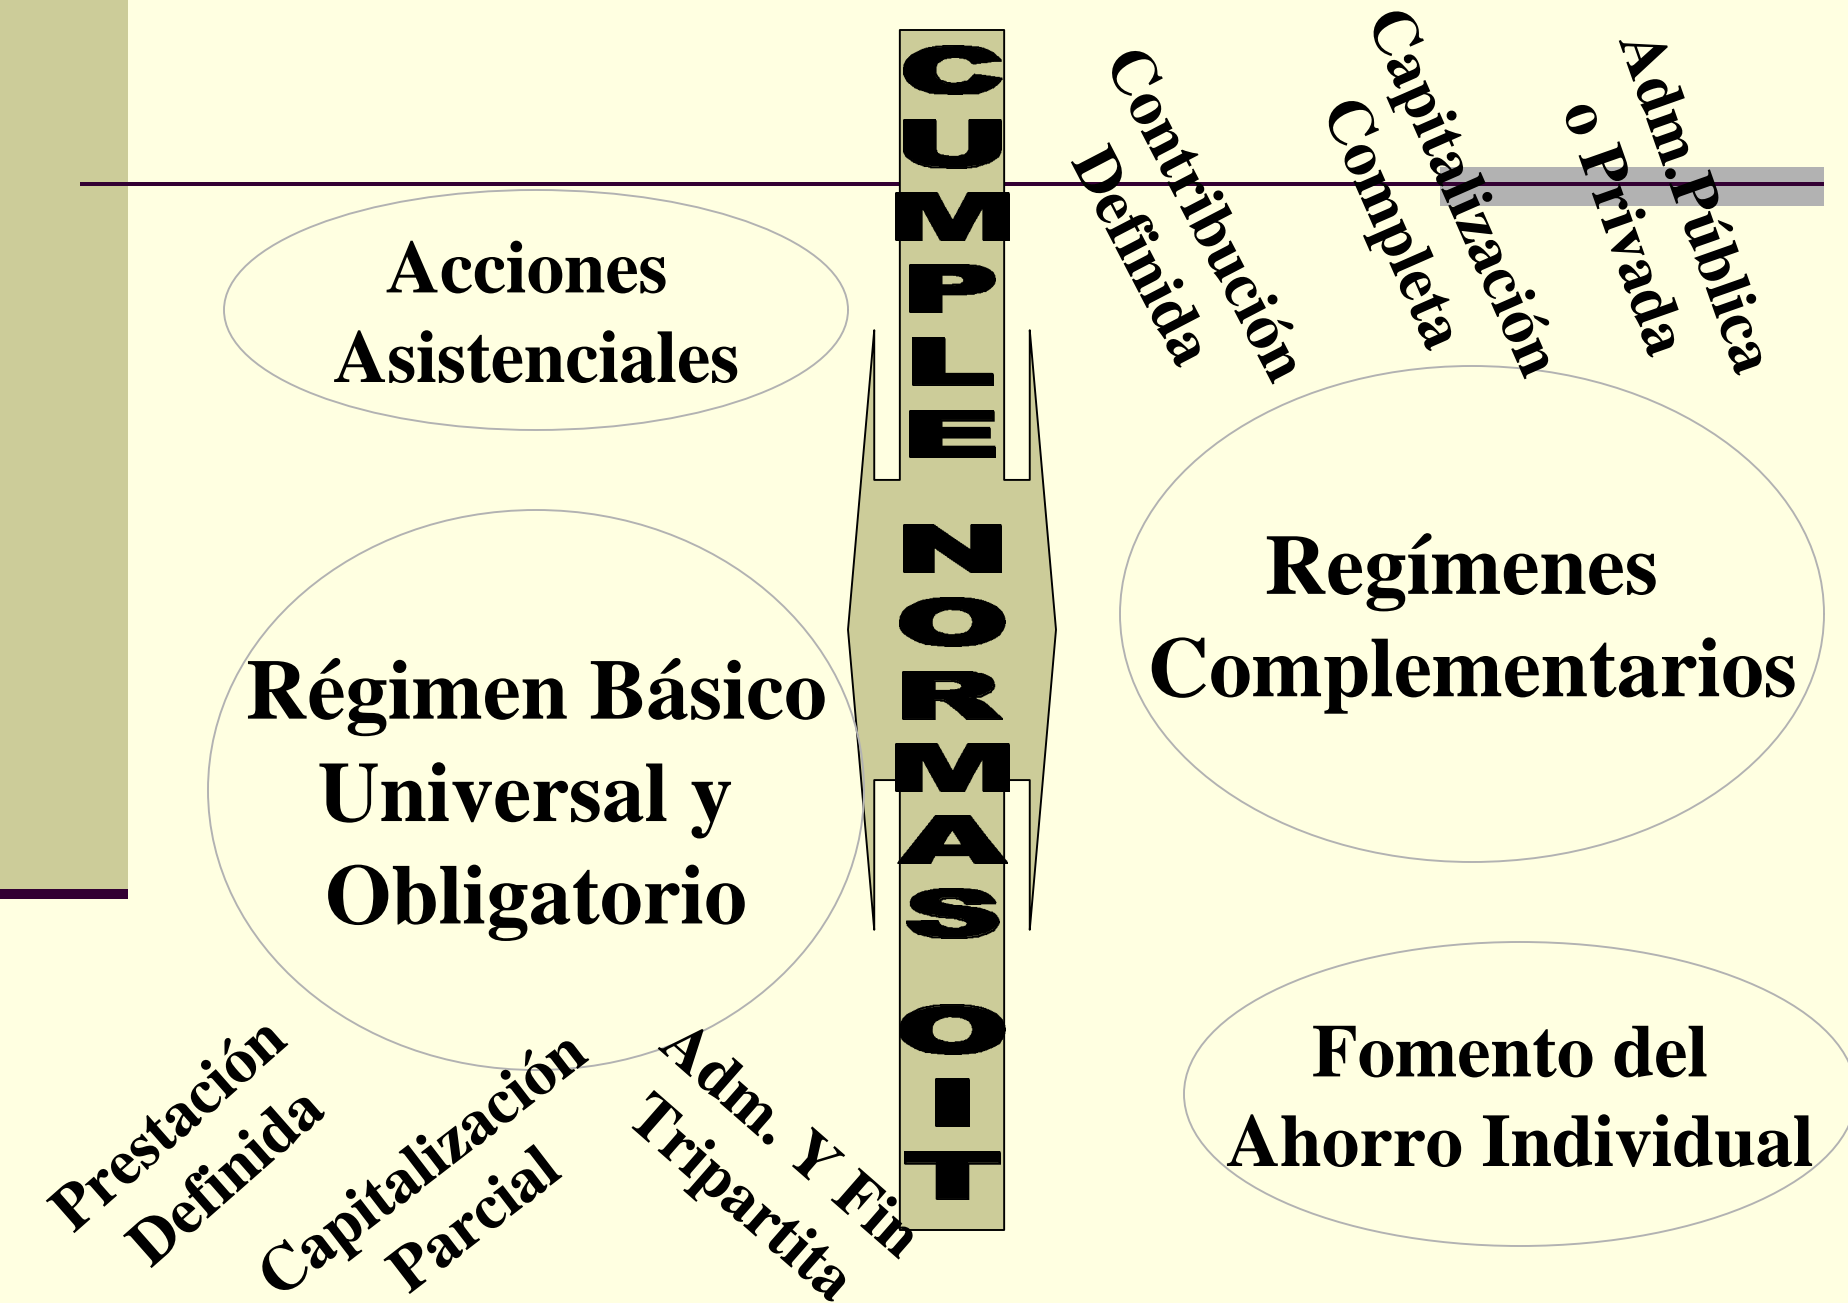 Acciones
Asistenciales
Régimen Básico
Universal y
Obligatorio
Prestación
Definida
Capitalización
Parcial
Adm. Y Fin
Tripartita
CUMPLE NORMAS OIT
Contribución
Definida
Capitalización
Completa
Adm.Pública
o Privada
Regímenes
Complementarios
Fomento del
Ahorro Individual